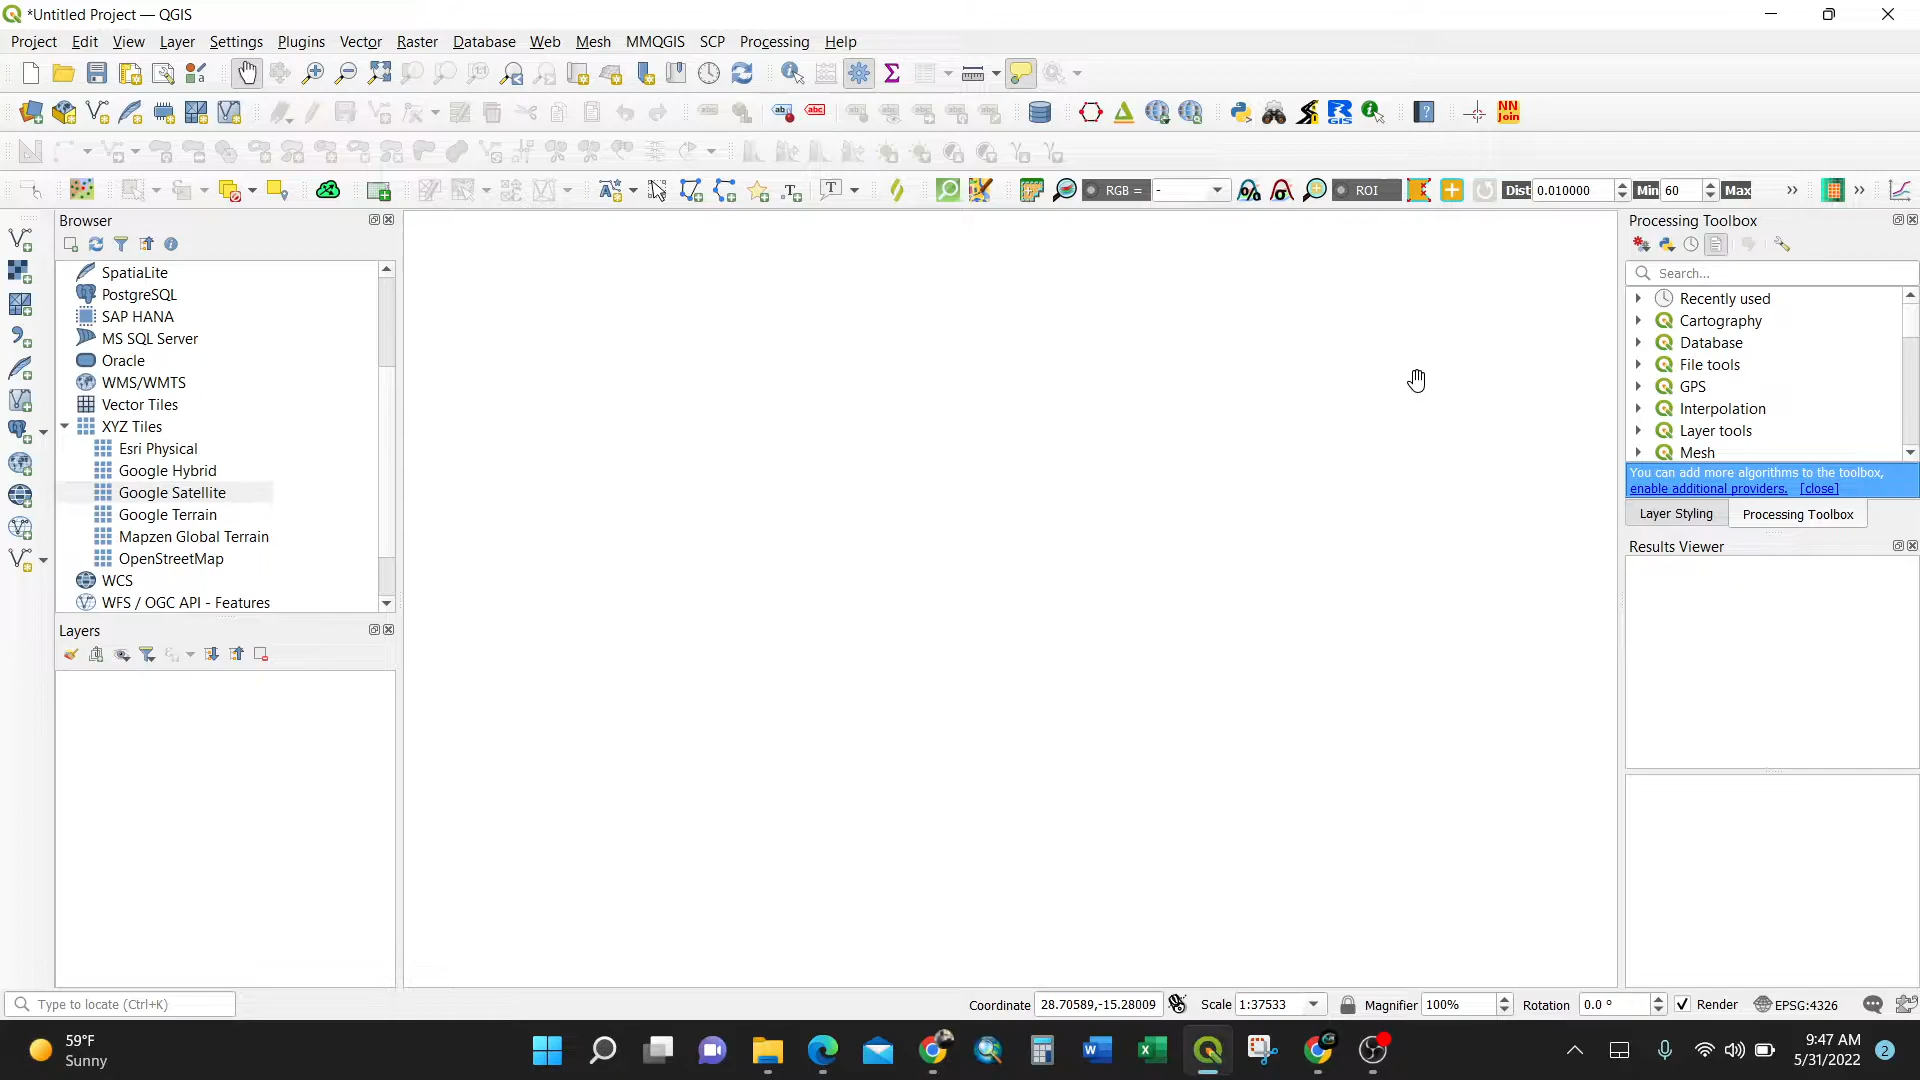 *Untitled Project — QGIS
Project Edit View Layer Settings Plugins Vector Raster Database Web Mesh MMQGIS SCP Processing Help
NN
Join
RGB = - ROI Dist 0.010000 Min 60 Max »
»
Browser
SpatiaLite
PostgreSQL
SAP HANA
MS SQL Server
Oracle
WMS/WMTS
Vector Tiles
XYZ Tiles
Esri Physical
Google Hybrid
Google Satellite
Google Terrain
Mapzen Global Terrain
OpenStreetMap
WCS
WFS / OGC API - Features
Layers
Processing Toolbox
Search...
Recently used
Cartography
Database
File tools
GPS
Interpolation
Layer tools
Mesh
You can add more algorithms to the toolbox,
enable additional providers. [close]
Layer Styling Processing Toolbox
Results Viewer
Type to locate (Ctrl+K) Coordinate 28.70589,-15.28009 Scale 1:37533 Magnifier 100% Rotation 0.0 ° Render EPSG:4326
59°F
Sunny
9:47 AM
5/31/2022
2